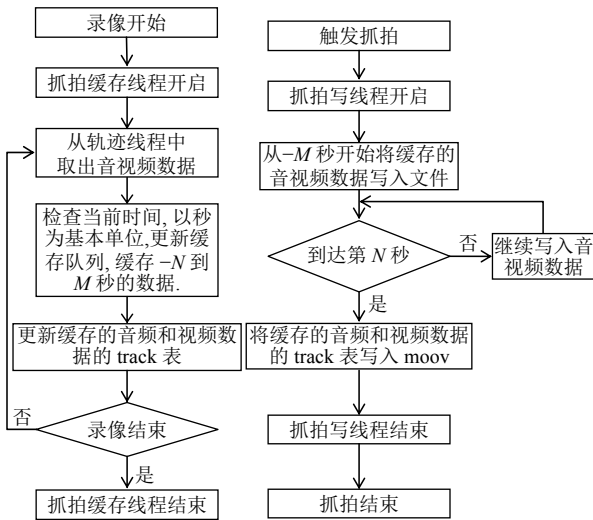 录像开始
抓拍缓存线程开启
从轨迹线程中
取出音视频数据
检查当前时间, 以秒
为基本单位,更新缓
存队列, 缓存 −N 到
M 秒的数据.
更新缓存的音频和视频数
据的 track 表
否
录像结束
是
抓拍缓存线程结束
触发抓拍
抓拍写线程开启
从−M 秒开始将缓存的
音视频数据写入文件
到达第 N 秒
否
继续写入音
视频数据
是
将缓存的音频和视频数据
的 track 表写入 moov
抓拍写线程结束
抓拍结束